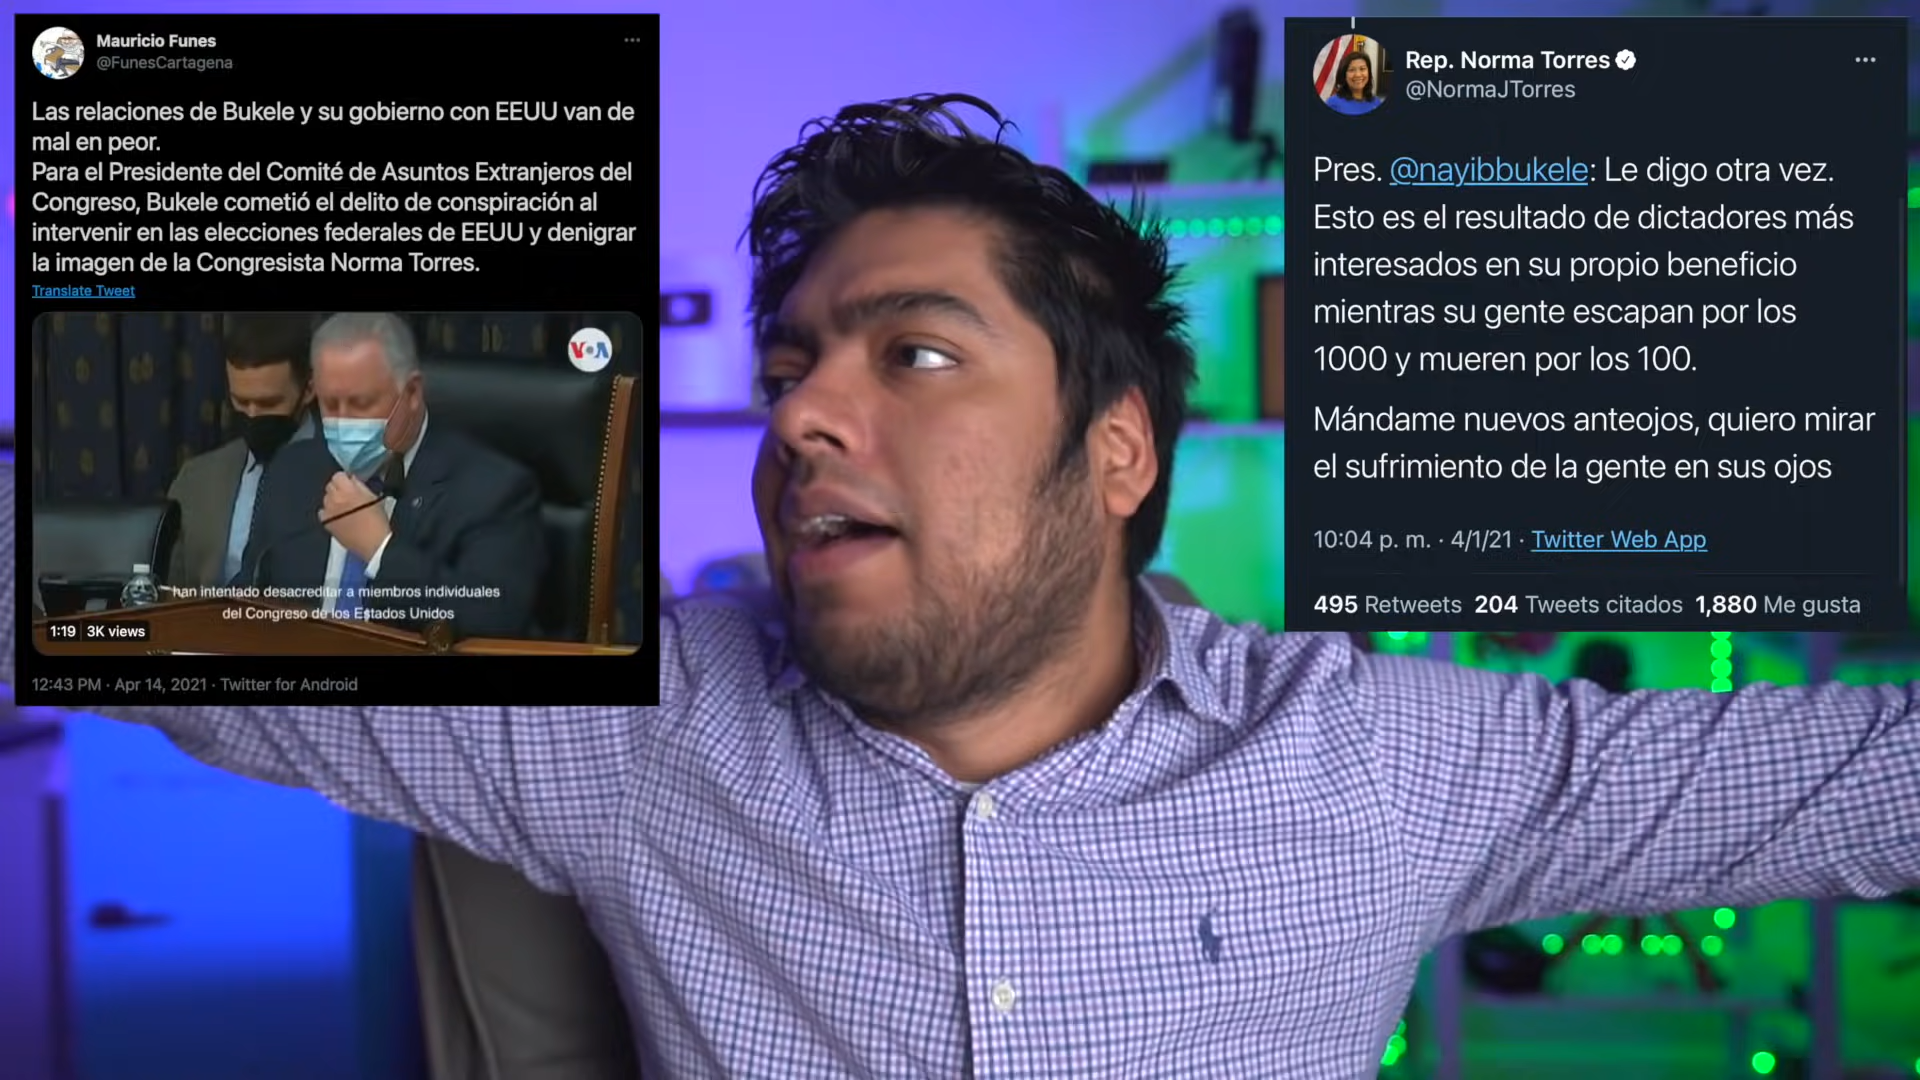 Mauricio Funes
@FunesCartagena
Las relaciones de Bukele y su gobierno con EEUU van de
mal en peor.
Para el Presidente del Comité de Asuntos Extranjeros del
Congreso, Bukele cometió el delito de conspiración al
intervenir en las elecciones federales de EEUU y denigrar
la imagen de la Congresista Norma Torres.
Translate Tweet
VOA
han intentado desacreditar a miembros individuales
del Congreso de los Estados Unidos
1:19 3K views
12:43 PM · Apr 14, 2021 · Twitter for Android
Rep. Norma Torres
@NormaJTorres
Pres. @nayibbukele: Le digo otra vez.
Esto es el resultado de dictadores más
interesados en su propio beneficio
mientras su gente escapan por los
1000 y mueren por los 100.
Mándame nuevos anteojos, quiero mirar
el sufrimiento de la gente en sus ojos
10:04 p. m. · 4/1/21 · Twitter Web App
495 Retweets 204 Tweets citados 1,880 Me gusta